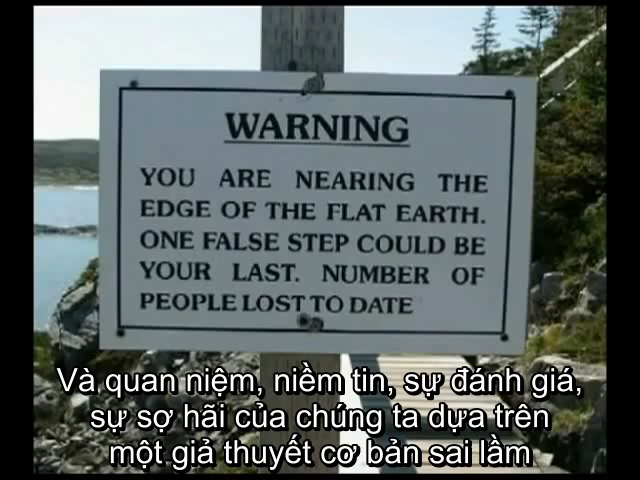 WARNING
YOU ARE NEARING THE
EDGE OF THE FLAT EARTH.
ONE FALSE STEP COULD BE
YOUR LAST. NUMBER OF
PEOPLE LOST TO DATE
Và quan niệm, niềm tin, sự đánh giá,
sự sợ hãi của chúng ta dựa trên
một giả thuyết cơ bản sai lầm